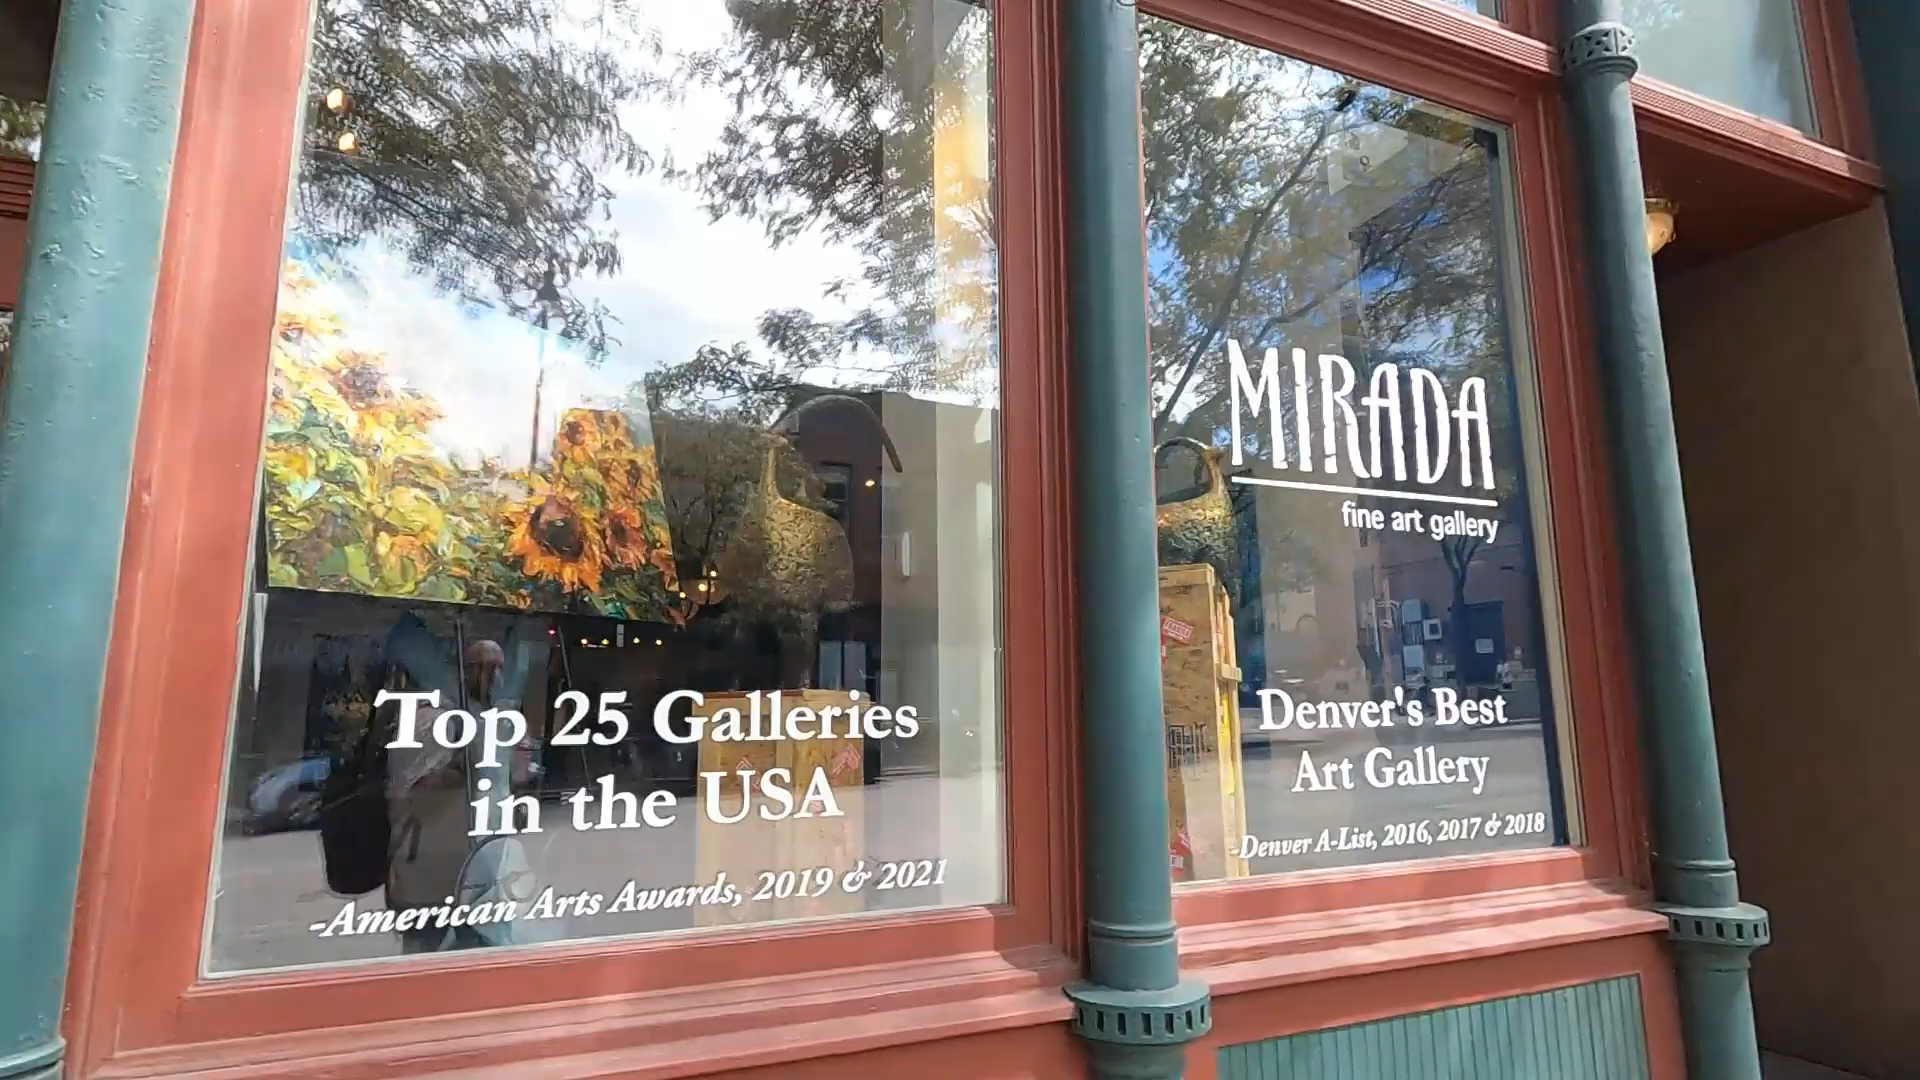 Top 25 Galleries
in the USA
-American Arts Awards, 2019 & 2021
MIRADA
fine art gallery
Denver's Best
Art Gallery
-Denver A-List, 2016, 2017 & 2018
FRAGILE